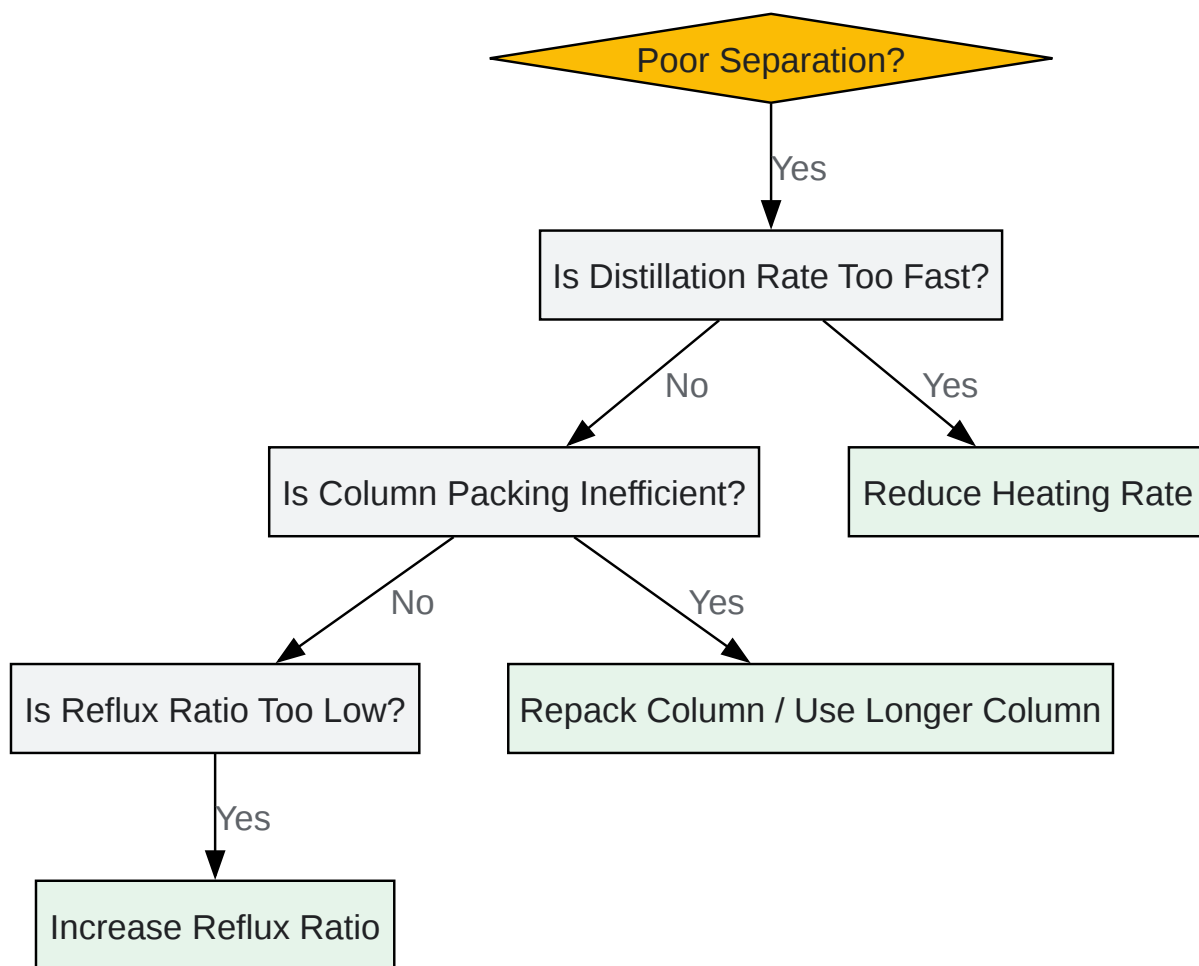 Poor Separation?
Yes
Is Distillation Rate Too Fast?
No
Yes
Is Column Packing Inefficient?
Reduce Heating Rate
No
Yes
Is Reflux Ratio Too Low?
Repack Column / Use Longer Column
Yes
Increase Reflux Ratio